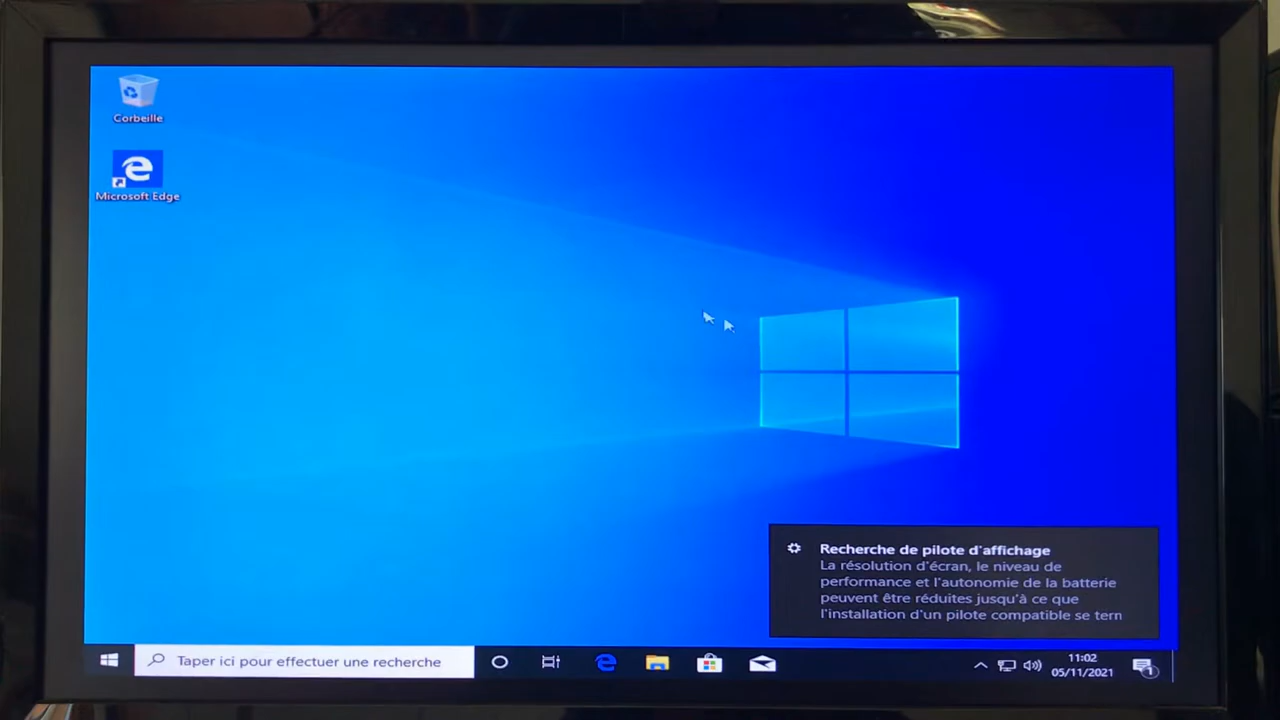 Corbeille
Microsoft Edge
Recherche de pilote d'affichage
La résolution d'écran, le niveau de
performance et l'autonomie de la batterie
peuvent être réduites jusqu'à ce que
l'installation d'un pilote compatible se tern
Taper ici pour effectuer une recherche
11:02
05/11/2021
1